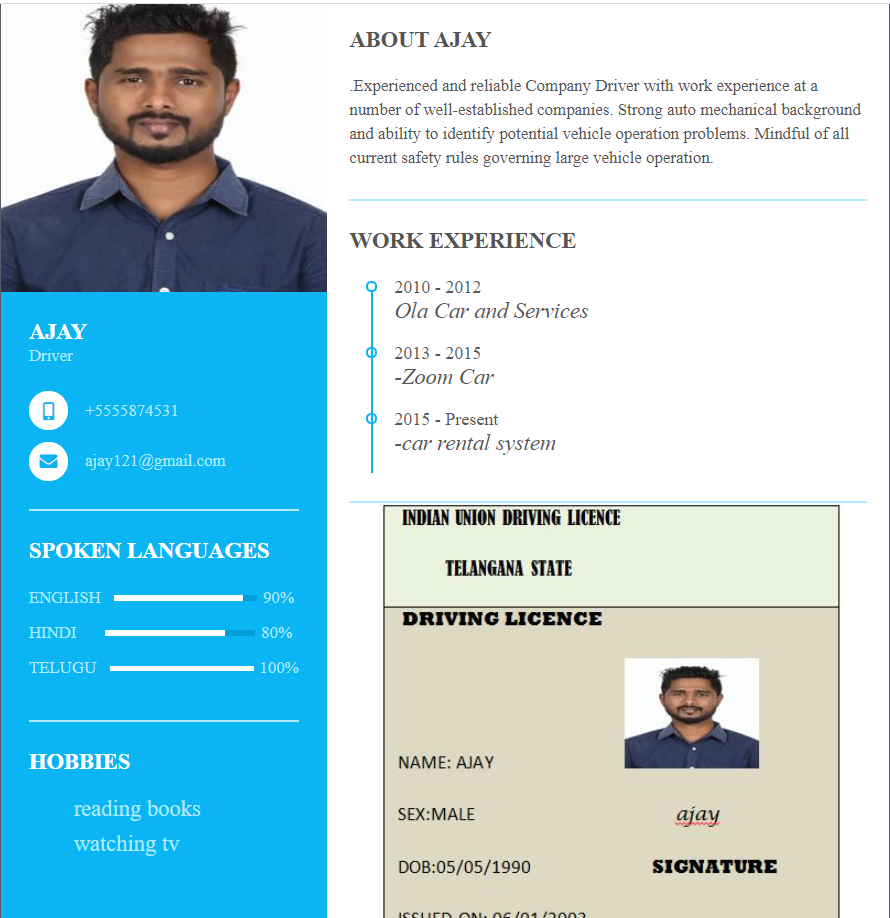 AJAY
Driver
+5555874531
ajay121@gmail.com
SPOKEN LANGUAGES
ENGLISH 90%
HINDI 80%
TELUGU 100%
HOBBIES
reading books
watching tv
ABOUT AJAY
.Experienced and reliable Company Driver with work experience at a
number of well-established companies. Strong auto mechanical background
and ability to identify potential vehicle operation problems. Mindful of all
current safety rules governing large vehicle operation.
WORK EXPERIENCE
2010 - 2012
Ola Car and Services
2013 - 2015
-Zoom Car
2015 - Present
-car rental system
INDIAN UNION DRIVING LICENCE
TELANGANA STATE
DRIVING LICENCE
NAME: AJAY
SEX:MALE
ajay
DOB:05/05/1990
SIGNATURE
ISSUED ON: 06/01/2003